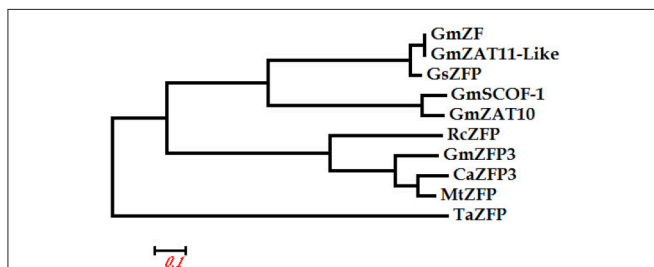 GmZF
GmZAT11-Like
GsZFP
GmSCOF-1
GmZAT10
RcZFP
GmZFP3
CaZFP3
MtZFP
TaZFP
0.1